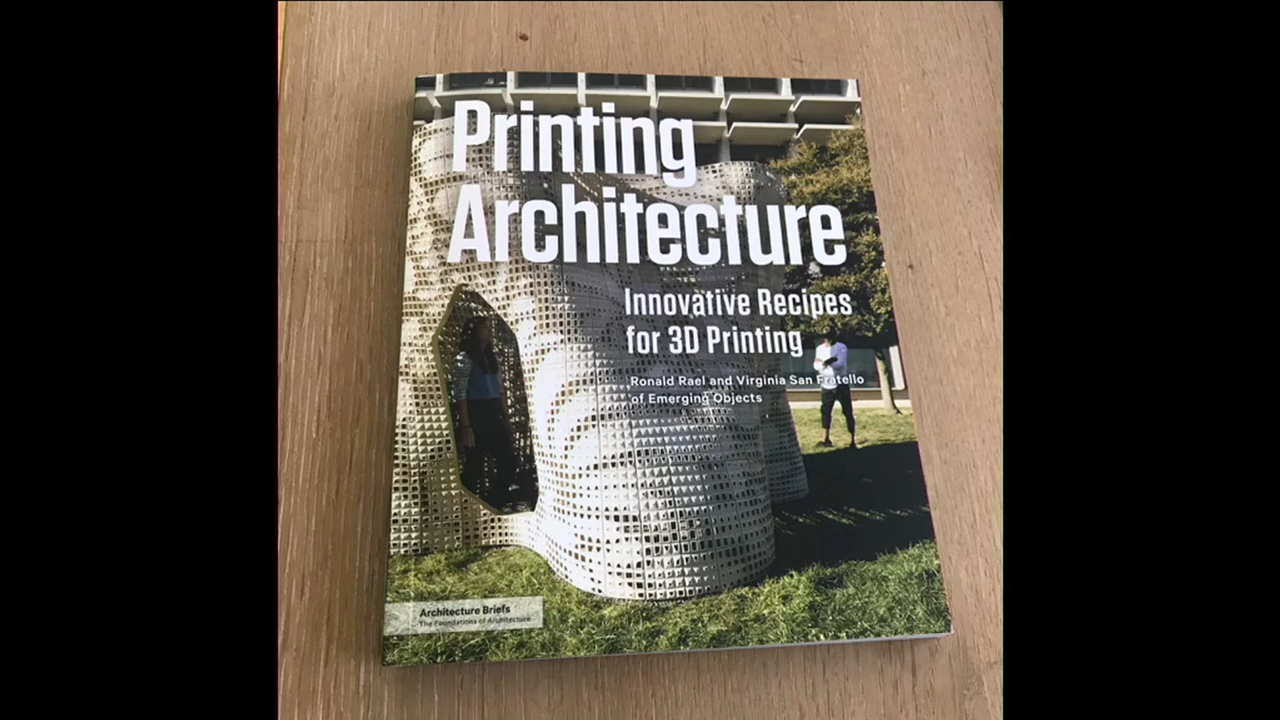 Printing
Architecture
Innovative Recipes
for 3D Printing
Ronald Rael and Virginia San Fratello
of Emerging Objects
Architecture Briefs
The Foundations of Architecture